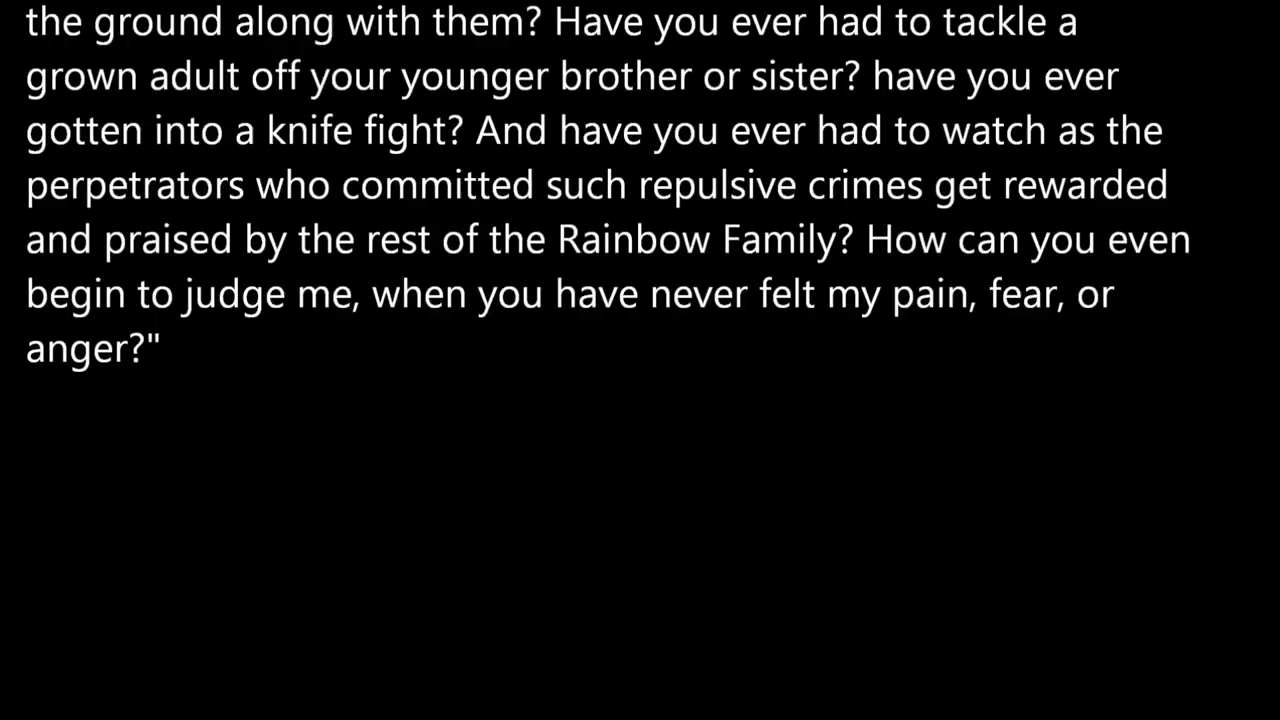 the ground along with them? Have you ever had to tackle a
grown adult off your younger brother or sister? have you ever
gotten into a knife fight? And have you ever had to watch as the
perpetrators who committed such repulsive crimes get rewarded
and praised by the rest of the Rainbow Family? How can you even
begin to judge me, when you have never felt my pain, fear, or
anger?"